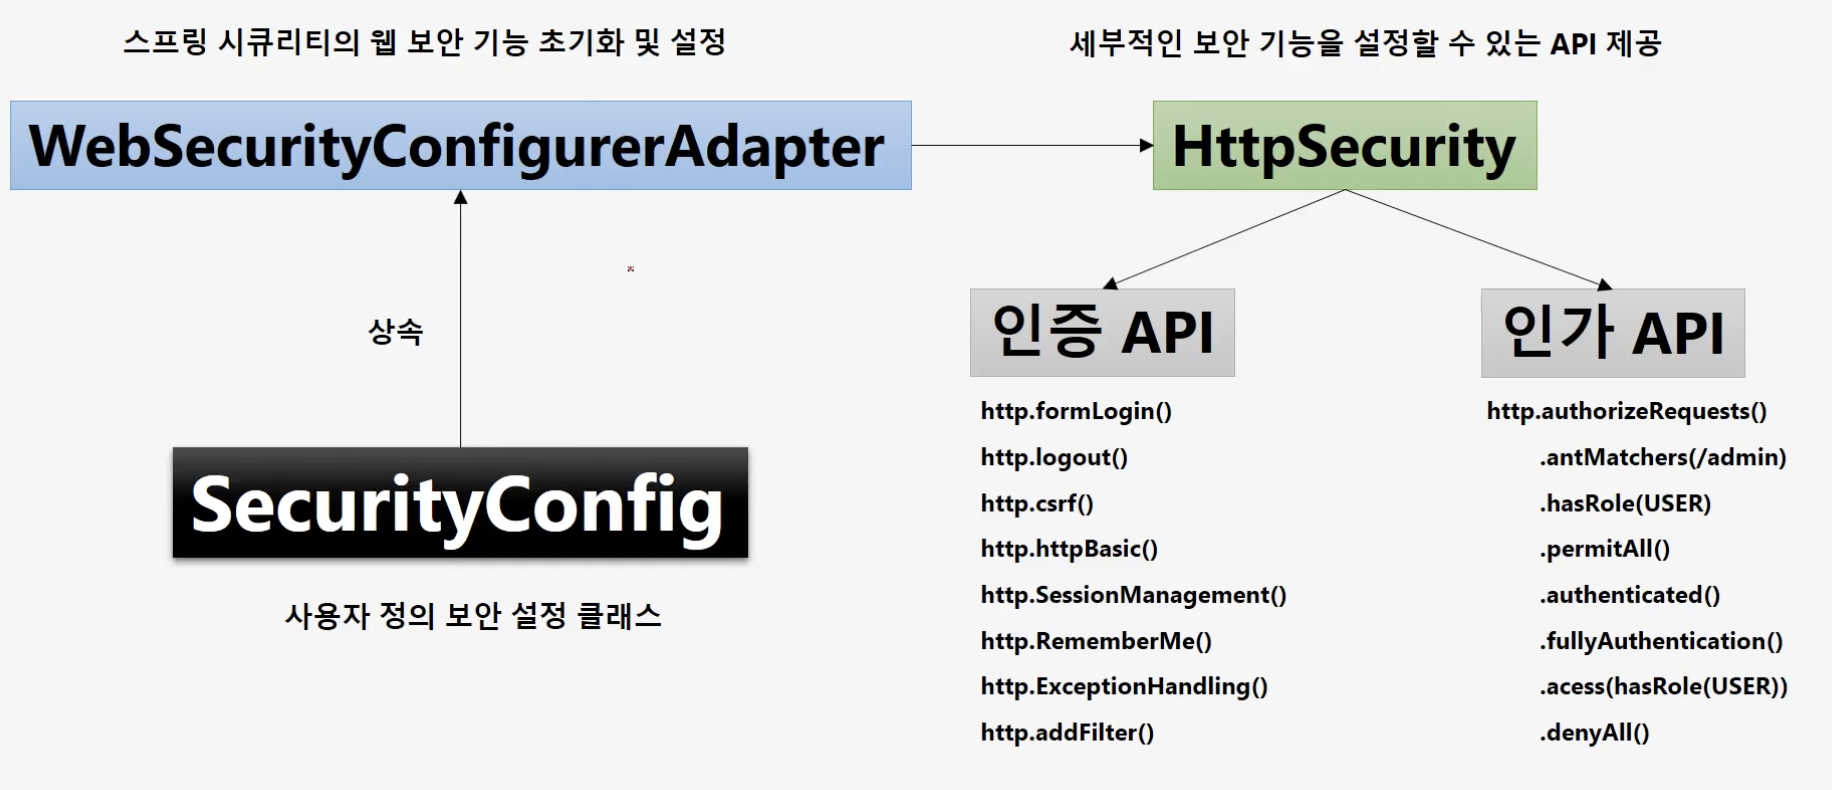 스프링 시큐리티의 웹 보안 기능 초기화 및 설정
WebSecurityConfigurerAdapter
상속
SecurityConfig
사용자 정의 보안 설정 클래스
세부적인 보안 기능을 설정할 수 있는 API 제공
HttpSecurity
인증 API
http.formLogin()
http.logout()
http.csrf()
http.httpBasic()
http.SessionManagement()
http.RememberMe()
http.ExceptionHandling()
http.addFilter()
인가 API
http.authorizeRequests()
.antMatchers(/admin)
.hasRole(USER)
.permitAll()
.authenticated()
.fullyAuthentication()
.acess(hasRole(USER))
.denyAll()